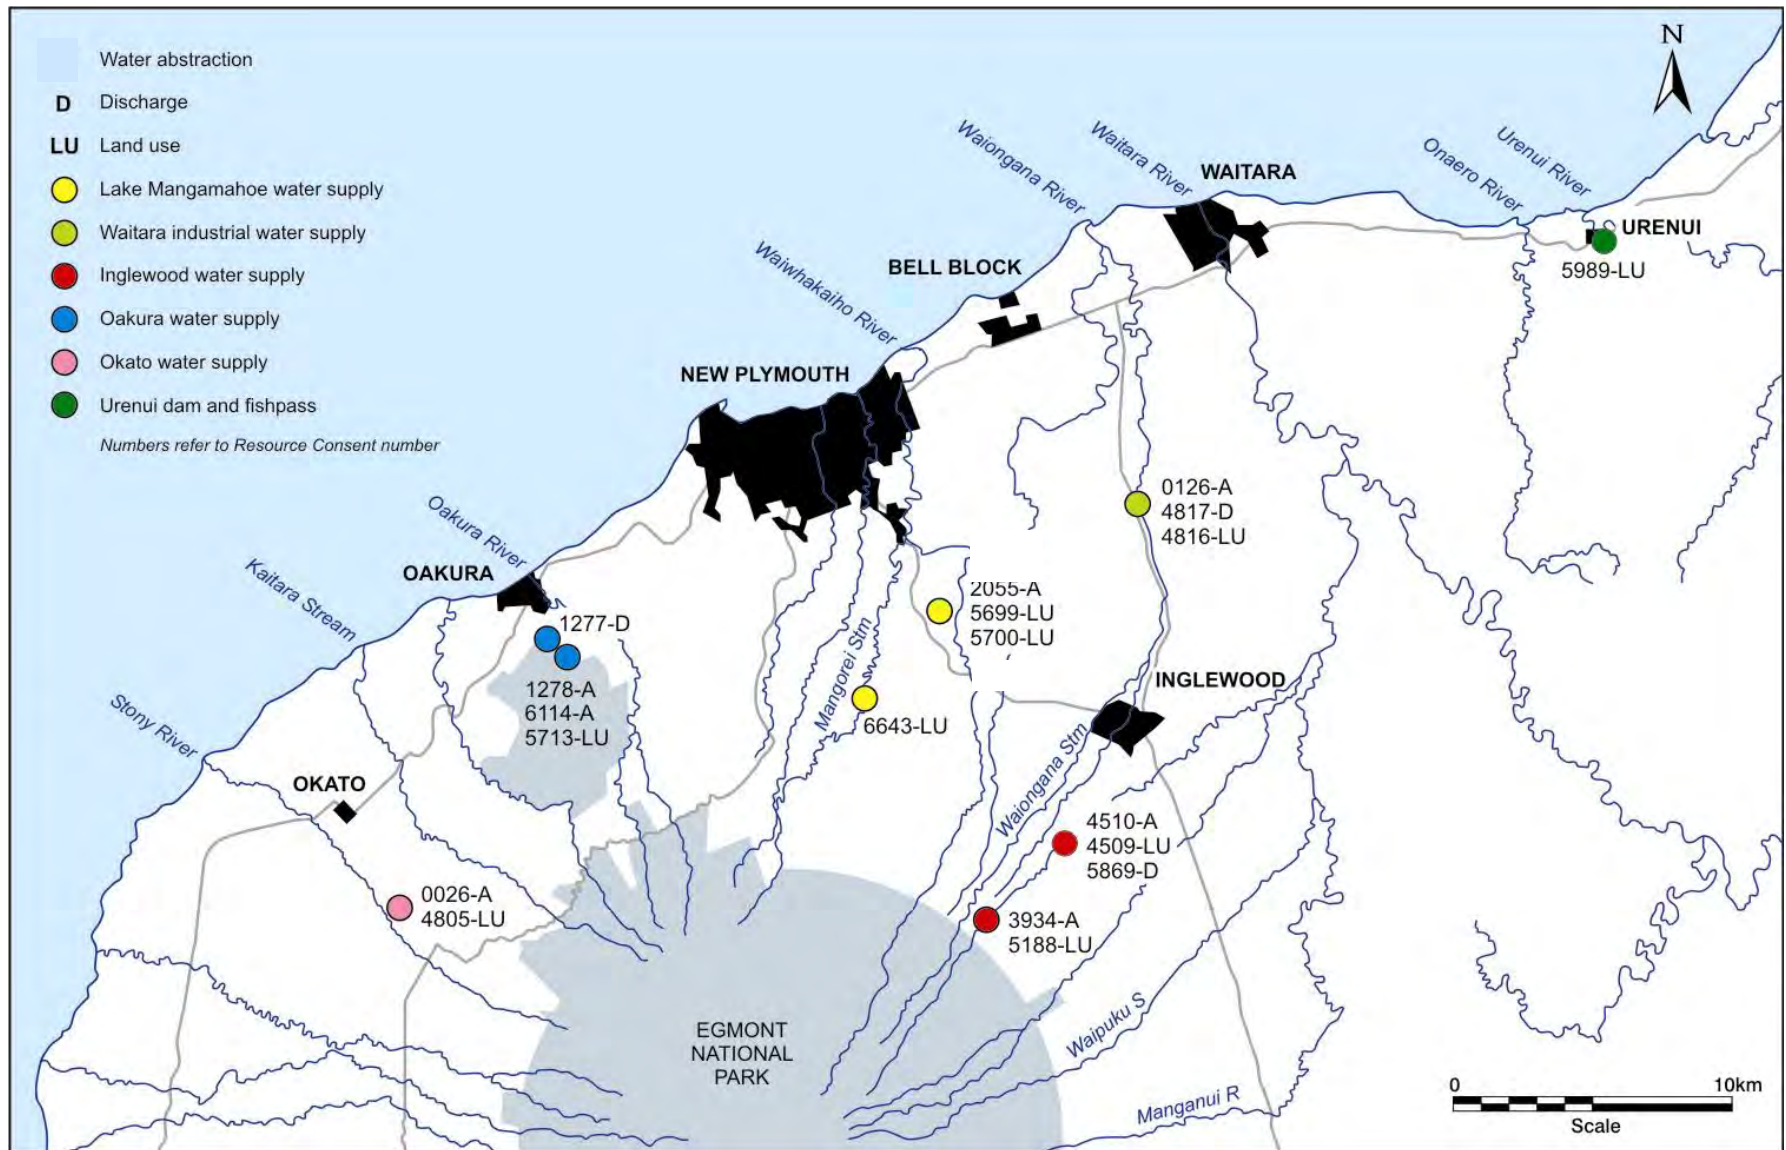 Water abstraction
D Discharge
LU Land use
Lake Mangamahoe water supply
Waitara industrial water supply
Inglewood water supply
Oakura water supply
Okato water supply
Urenui dam and fishpass
Numbers refer to Resource Consent number
N
Urenui River
Onaero River
Waitara River
Waiongana River
WAITARA
URENUI
5989-LU
Waiwhakaiho River
BELL BLOCK
NEW PLYMOUTH
0126-A
4817-D
4816-LU
Oakura River
OAKURA
Kaitara Stream
1277-D
1278-A
6114-A
5713-LU
2055-A
5699-LU
5700-LU
Mangorei Stm
6643-LU
INGLEWOOD
Stony River
OKATO
Waiongana Stm
4510-A
4509-LU
5869-D
0026-A
4805-LU
3934-A
5188-LU
EGMONT
NATIONAL
PARK
Waipuku S
Manganui R
0 10km
Scale